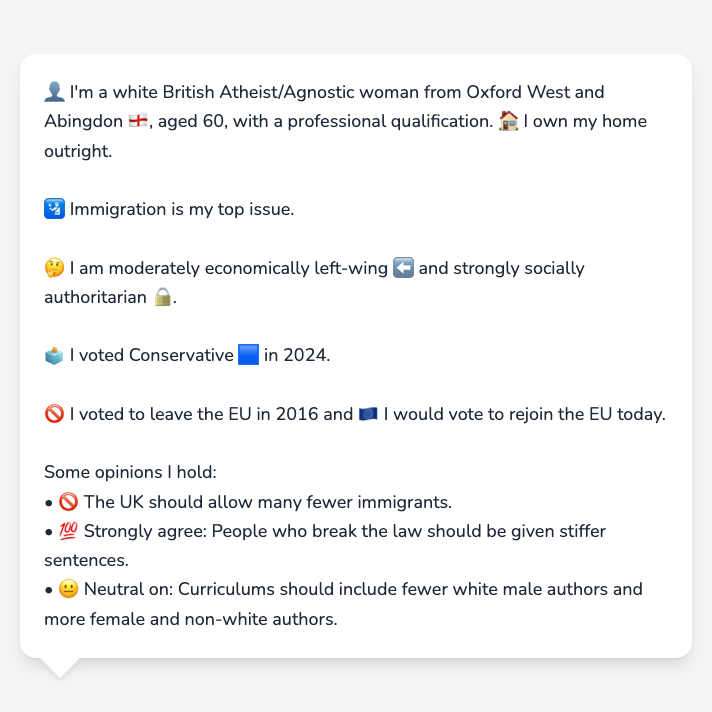 👤 I'm a white British Atheist/Agnostic woman from Oxford West and
Abingdon 🏴󠁧󠁢󠁥󠁮󠁧󠁿, aged 60, with a professional qualification. 🏠 I own my home
outright.
🛂 Immigration is my top issue.
🤔 I am moderately economically left-wing ⬅️ and strongly socially
authoritarian 🔒.
🗳️ I voted Conservative 🟦 in 2024.
🚫 I voted to leave the EU in 2016 and 🇪🇺 I would vote to rejoin the EU today.
Some opinions I hold:
• 🚫 The UK should allow many fewer immigrants.
• 💯 Strongly agree: People who break the law should be given stiffer
sentences.
• 😐 Neutral on: Curriculums should include fewer white male authors and
more female and non-white authors.